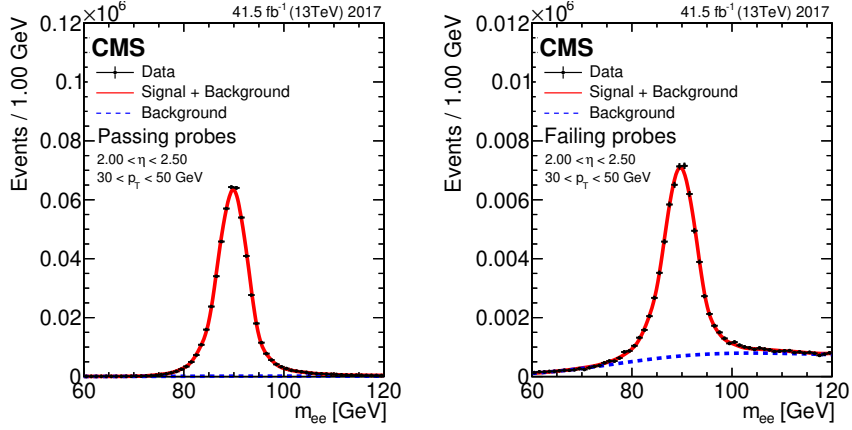 ×10⁶ 41.5 fb⁻¹ (13TeV) 2017
CMS
Data
Signal + Background
Background
Passing probes
2.00 < η < 2.50
30 < p_T < 50 GeV
Events / 1.00 GeV
0.12
0.1
0.08
0.06
0.04
0.02
0
60 80 100 120
m_ee [GeV]
×10⁶ 41.5 fb⁻¹ (13TeV) 2017
CMS
Data
Signal + Background
Background
Failing probes
2.00 < η < 2.50
30 < p_T < 50 GeV
Events / 1.00 GeV
0.012
0.01
0.008
0.006
0.004
0.002
0
60 80 100 120
m_ee [GeV]